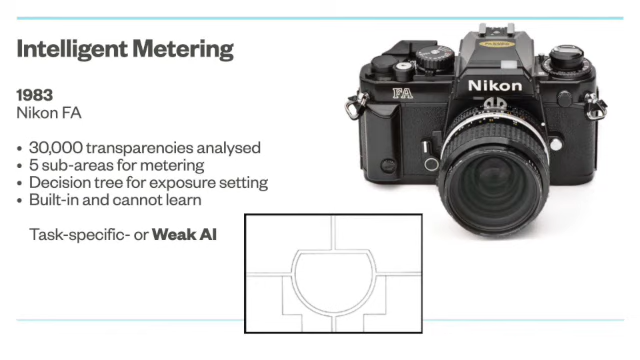 Intelligent Metering
1983
Nikon FA
• 30,000 transparencies analysed
• 5 sub-areas for metering
• Decision tree for exposure setting
• Built-in and cannot learn
Task-specific- or Weak AI
Nikon
FA